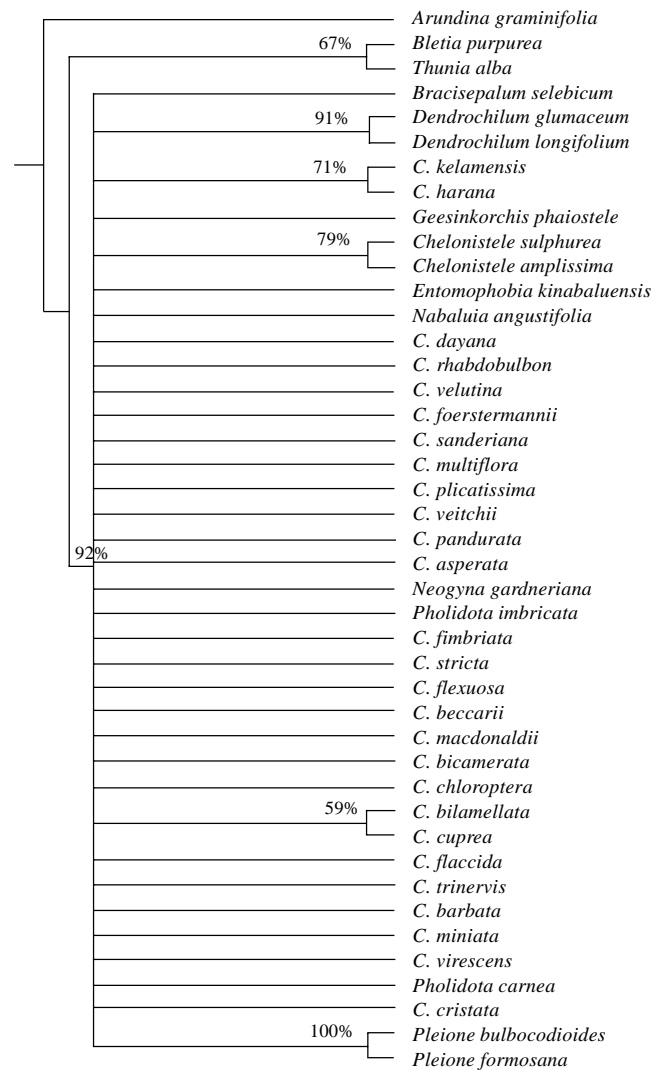 Arundina graminifolia
67%
Bletia purpurea
Thunia alba
Bracisepalum selebicum
91%
Dendrochilum glumaceum
Dendrochilum longifolium
71%
C. kelamensis
C. harana
Geesinkorchis phaiostele
79%
Chelonistele sulphurea
Chelonistele amplissima
Entomophobia kinabaluensis
Nabaluia angustifolia
C. dayana
C. rhabdobulbon
C. velutina
C. foerstermannii
C. sanderiana
C. multiflora
C. plicatissima
C. veitchii
C. pandurata
92%
C. asperata
Neogyna gardneriana
Pholidota imbricata
C. fimbriata
C. stricta
C. flexuosa
C. beccarii
C. macdonaldii
C. bicamerata
C. chloroptera
59%
C. bilamellata
C. cuprea
C. flaccida
C. trinervis
C. barbata
C. miniata
C. virescens
Pholidota carnea
C. cristata
100%
Pleione bulbocodioides
Pleione formosana